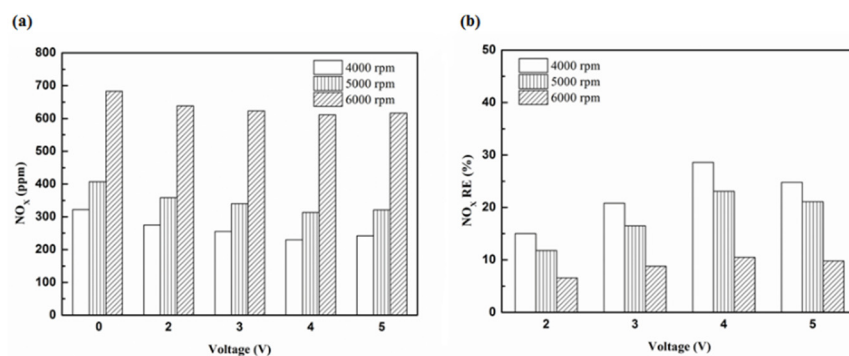 (a)
800
700
600
500
400
300
200
100
0
NOX (ppm)
4000 rpm
5000 rpm
6000 rpm
0 2 3 4 5
Voltage (V)
(b)
50
40
30
20
10
0
NOX RE (%)
4000 rpm
5000 rpm
6000 rpm
2 3 4 5
Voltage (V)